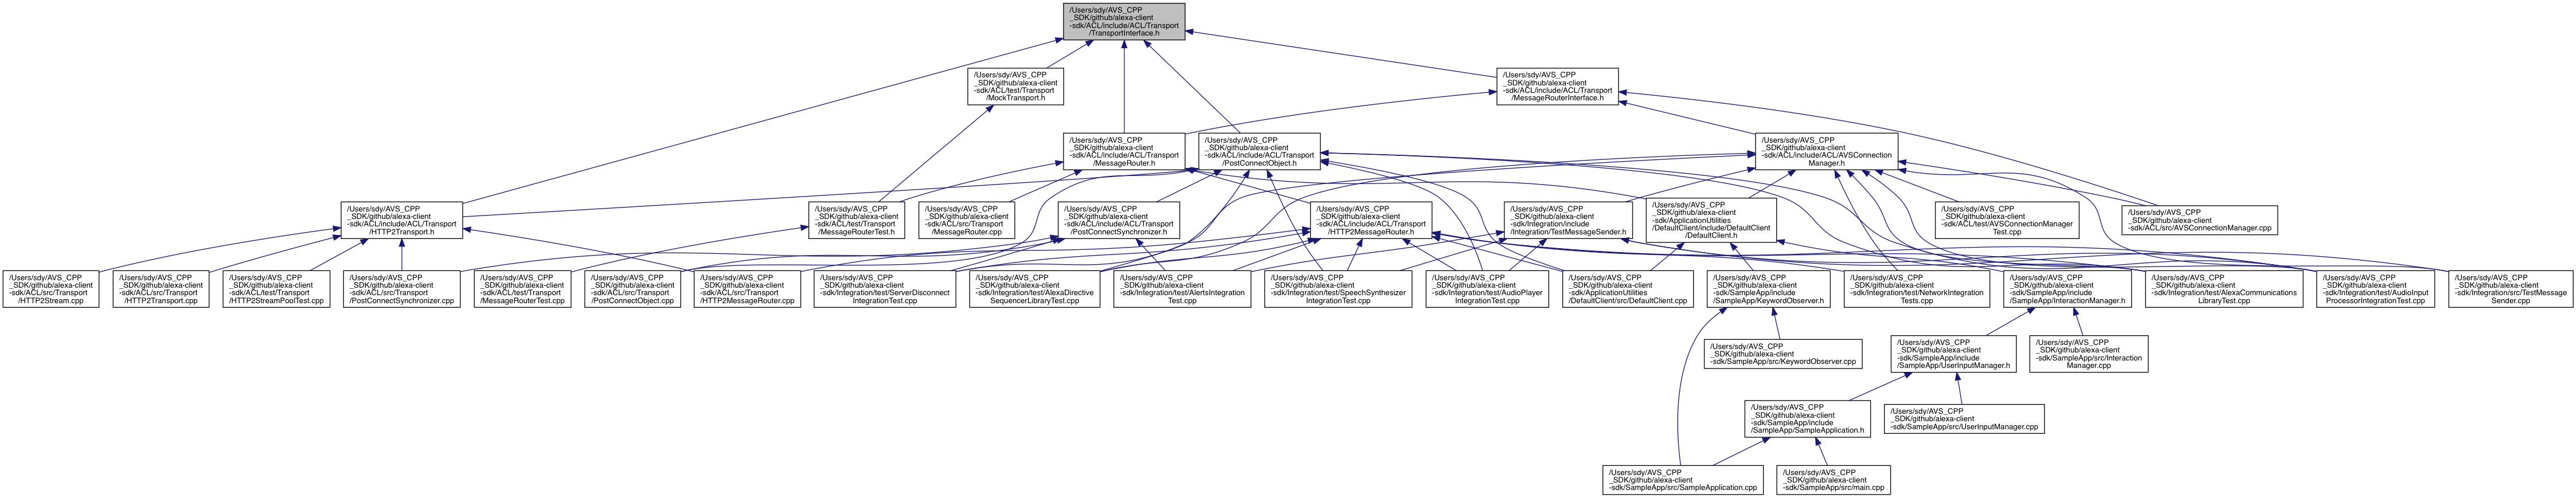 /Users/sdy/AVS_CPP
_SDK/github/alexa-client
-sdk/ACL/include/ACL/Transport
/TransportInterface.h
/Users/sdy/AVS_CPP
_SDK/github/alexa-client
-sdk/ACL/test/Transport
/MockTransport.h
/Users/sdy/AVS_CPP
_SDK/github/alexa-client
-sdk/ACL/include/ACL/Transport
/MessageRouterInterface.h
/Users/sdy/AVS_CPP
_SDK/github/alexa-client
-sdk/ACL/include/ACL/Transport
/MessageRouter.h
/Users/sdy/AVS_CPP
_SDK/github/alexa-client
-sdk/ACL/include/ACL/Transport
/PostConnectObject.h
/Users/sdy/AVS_CPP
_SDK/github/alexa-client
-sdk/ACL/include/ACL/AVSConnection
Manager.h
/Users/sdy/AVS_CPP
_SDK/github/alexa-client
-sdk/ACL/include/ACL/Transport
/HTTP2Transport.h
/Users/sdy/AVS_CPP
_SDK/github/alexa-client
-sdk/ACL/test/Transport
/MessageRouterTest.h
/Users/sdy/AVS_CPP
_SDK/github/alexa-client
-sdk/ACL/src/Transport
/MessageRouter.cpp
/Users/sdy/AVS_CPP
_SDK/github/alexa-client
-sdk/ACL/include/ACL/Transport
/PostConnectSynchronizer.h
/Users/sdy/AVS_CPP
_SDK/github/alexa-client
-sdk/ACL/include/ACL/Transport
/HTTP2MessageRouter.h
/Users/sdy/AVS_CPP
_SDK/github/alexa-client
-sdk/Integration/include
/Integration/TestMessageSender.h
/Users/sdy/AVS_CPP
_SDK/github/alexa-client
-sdk/ApplicationUtilities
/DefaultClient/include/DefaultClient
/DefaultClient.h
/Users/sdy/AVS_CPP
_SDK/github/alexa-client
-sdk/ACL/test/AVSConnectionManager
Test.cpp
/Users/sdy/AVS_CPP
_SDK/github/alexa-client
-sdk/ACL/src/AVSConnectionManager.cpp
/Users/sdy/AVS_CPP
_SDK/github/alexa-client
-sdk/ACL/src/Transport
/HTTP2Stream.cpp
/Users/sdy/AVS_CPP
_SDK/github/alexa-client
-sdk/ACL/src/Transport
/HTTP2Transport.cpp
/Users/sdy/AVS_CPP
_SDK/github/alexa-client
-sdk/ACL/test/Transport
/HTTP2StreamPoolTest.cpp
/Users/sdy/AVS_CPP
_SDK/github/alexa-client
-sdk/ACL/src/Transport
/PostConnectSynchronizer.cpp
/Users/sdy/AVS_CPP
_SDK/github/alexa-client
-sdk/ACL/test/Transport
/MessageRouterTest.cpp
/Users/sdy/AVS_CPP
_SDK/github/alexa-client
-sdk/ACL/src/Transport
/PostConnectObject.cpp
/Users/sdy/AVS_CPP
_SDK/github/alexa-client
-sdk/ACL/src/Transport
/HTTP2MessageRouter.cpp
/Users/sdy/AVS_CPP
_SDK/github/alexa-client
-sdk/Integration/test/ServerDisconnect
IntegrationTest.cpp
/Users/sdy/AVS_CPP
_SDK/github/alexa-client
-sdk/Integration/test/AlexaDirective
SequencerLibraryTest.cpp
/Users/sdy/AVS_CPP
_SDK/github/alexa-client
-sdk/Integration/test/AlertsIntegration
Test.cpp
/Users/sdy/AVS_CPP
_SDK/github/alexa-client
-sdk/Integration/test/SpeechSynthesizer
IntegrationTest.cpp
/Users/sdy/AVS_CPP
_SDK/github/alexa-client
-sdk/Integration/test/AudioPlayer
IntegrationTest.cpp
/Users/sdy/AVS_CPP
_SDK/github/alexa-client
-sdk/ApplicationUtilities
/DefaultClient/src/DefaultClient.cpp
/Users/sdy/AVS_CPP
_SDK/github/alexa-client
-sdk/SampleApp/include
/SampleApp/KeywordObserver.h
/Users/sdy/AVS_CPP
_SDK/github/alexa-client
-sdk/Integration/test/NetworkIntegration
Tests.cpp
/Users/sdy/AVS_CPP
_SDK/github/alexa-client
-sdk/SampleApp/include
/SampleApp/InteractionManager.h
/Users/sdy/AVS_CPP
_SDK/github/alexa-client
-sdk/Integration/test/AlexaCommunications
LibraryTest.cpp
/Users/sdy/AVS_CPP
_SDK/github/alexa-client
-sdk/Integration/test/AudioInput
ProcessorIntegrationTest.cpp
/Users/sdy/AVS_CPP
_SDK/github/alexa-client
-sdk/Integration/src/TestMessage
Sender.cpp
/Users/sdy/AVS_CPP
_SDK/github/alexa-client
-sdk/SampleApp/src/KeywordObserver.cpp
/Users/sdy/AVS_CPP
_SDK/github/alexa-client
-sdk/SampleApp/include
/SampleApp/UserInputManager.h
/Users/sdy/AVS_CPP
_SDK/github/alexa-client
-sdk/SampleApp/src/Interaction
Manager.cpp
/Users/sdy/AVS_CPP
_SDK/github/alexa-client
-sdk/SampleApp/include
/SampleApp/SampleApplication.h
/Users/sdy/AVS_CPP
_SDK/github/alexa-client
-sdk/SampleApp/src/UserInputManager.cpp
/Users/sdy/AVS_CPP
_SDK/github/alexa-client
-sdk/SampleApp/src/SampleApplication.cpp
/Users/sdy/AVS_CPP
_SDK/github/alexa-client
-sdk/SampleApp/src/main.cpp